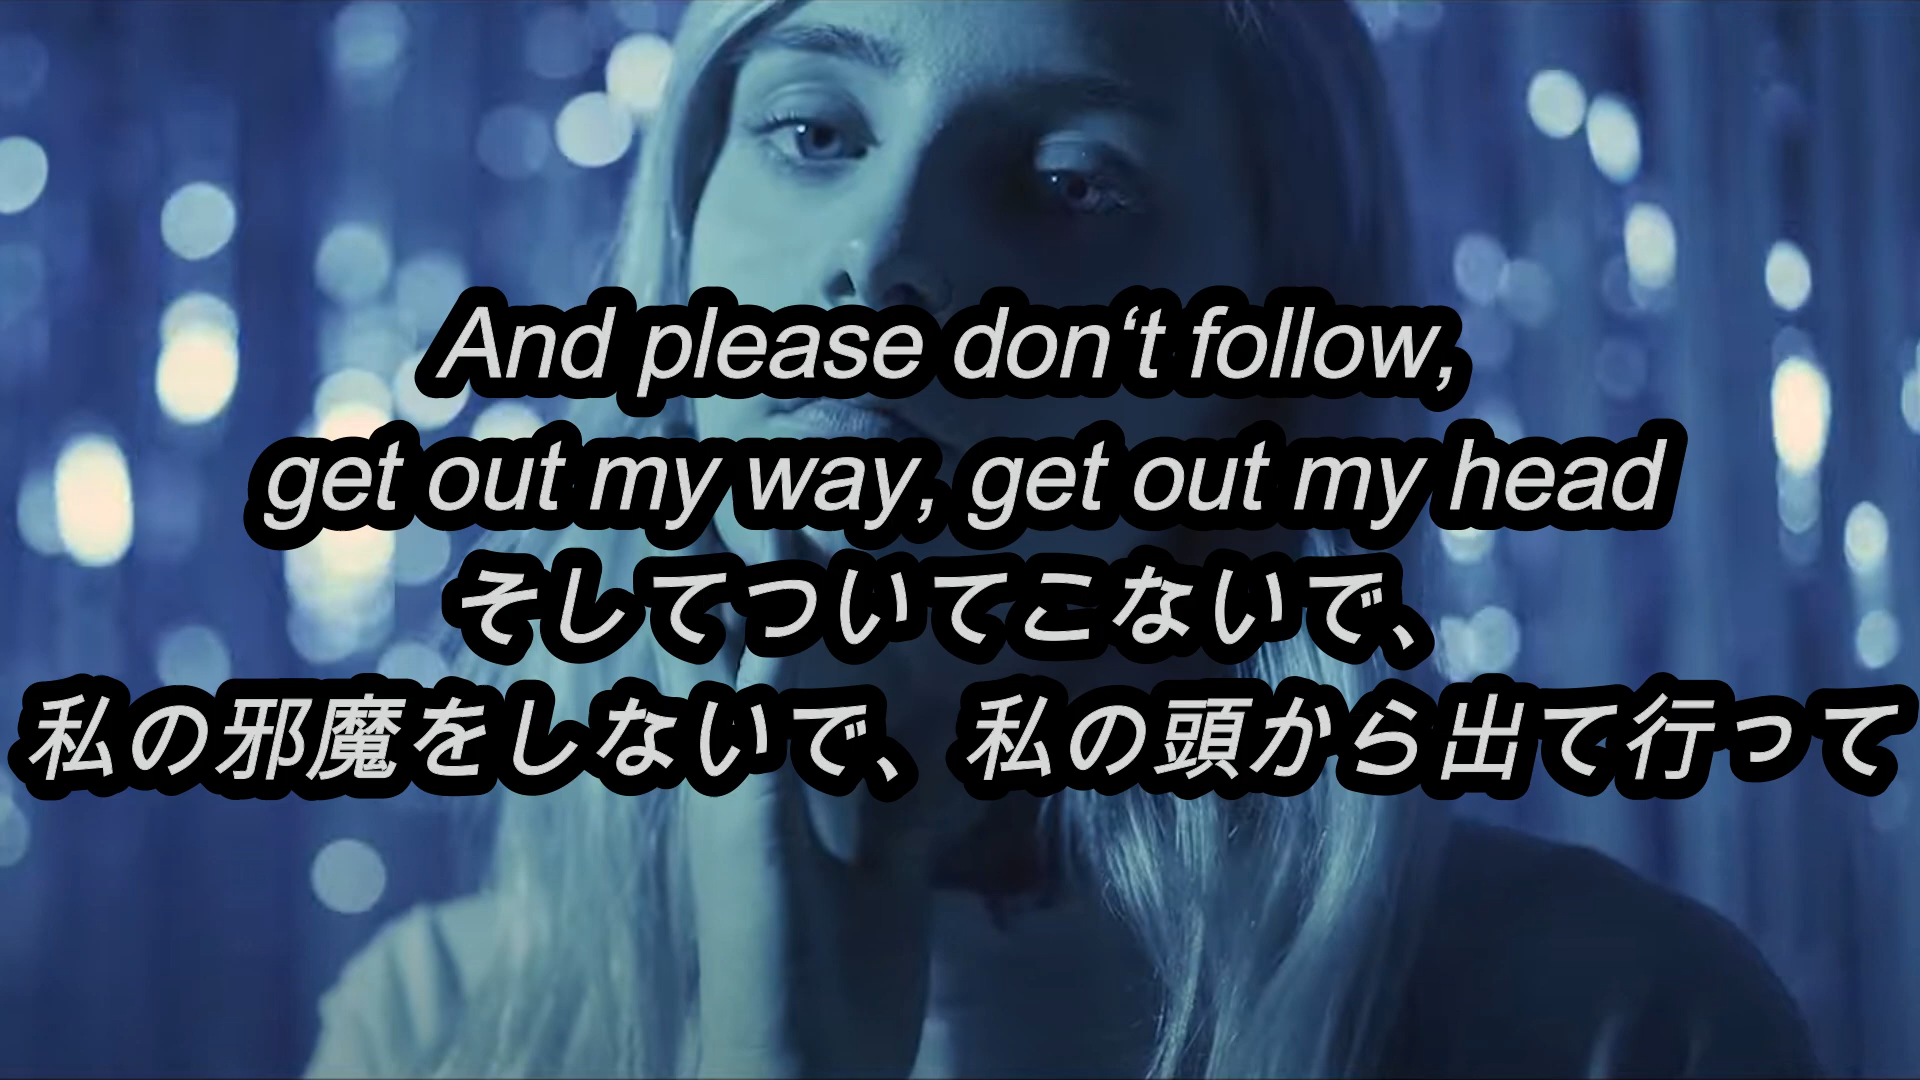 And please don‘t follow,
get out my way, get out my head
そしてついてこないで、
私の邪魔をしないで、私の頭から出て行って